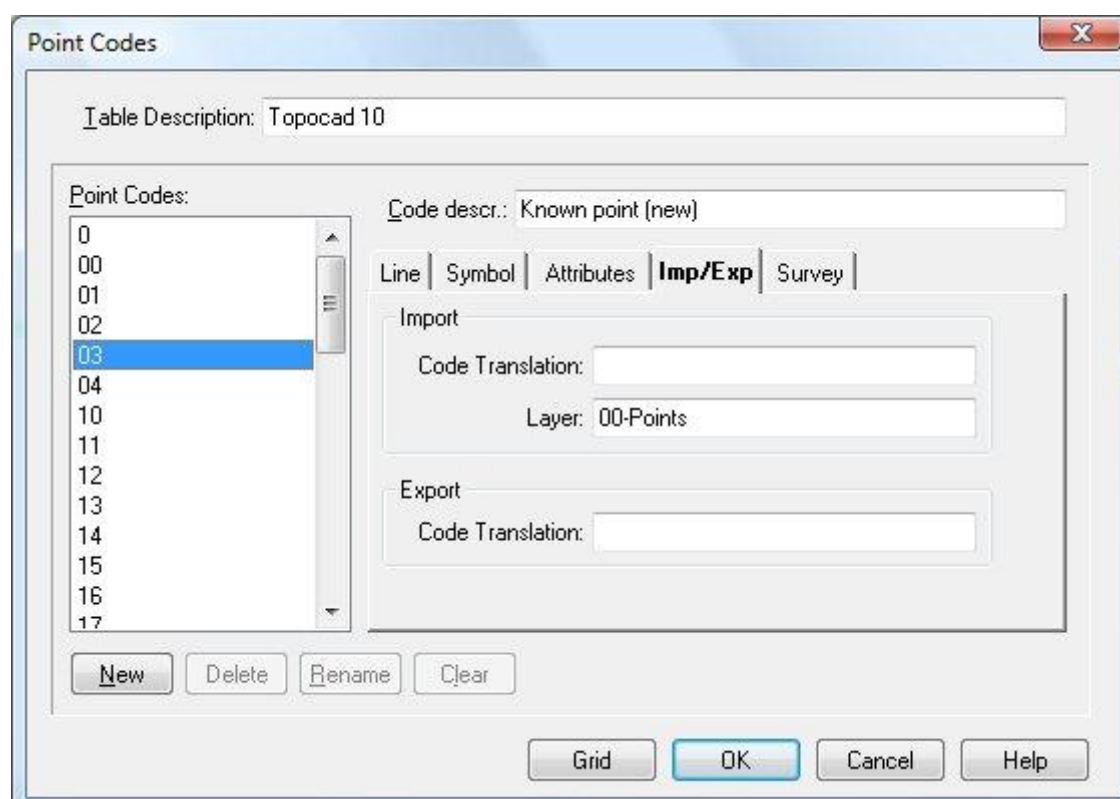 Point Codes
Table Description: Topocad 10
Point Codes:
0
00
01
02
03
04
10
11
12
13
14
15
16
17
Code descr.: Known point (new)
Line Symbol Attributes Imp/Exp Survey
Import
Code Translation:
Layer: 00-Points
Export
Code Translation:
New Delete Rename Clear
Grid OK Cancel Help